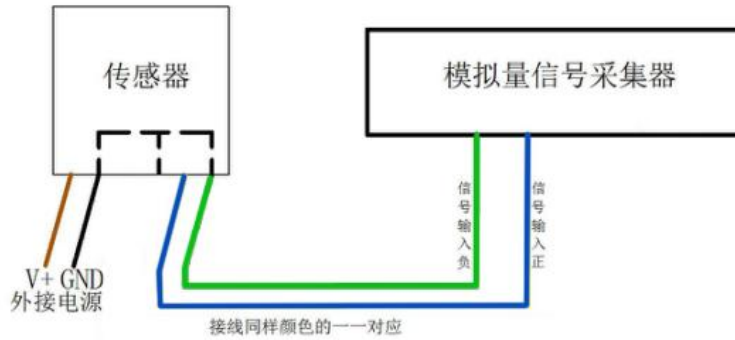 传感器
模拟量信号采集器
信号输入负
信号输入正
V+ GND
外接电源
接线同样颜色的一一对应